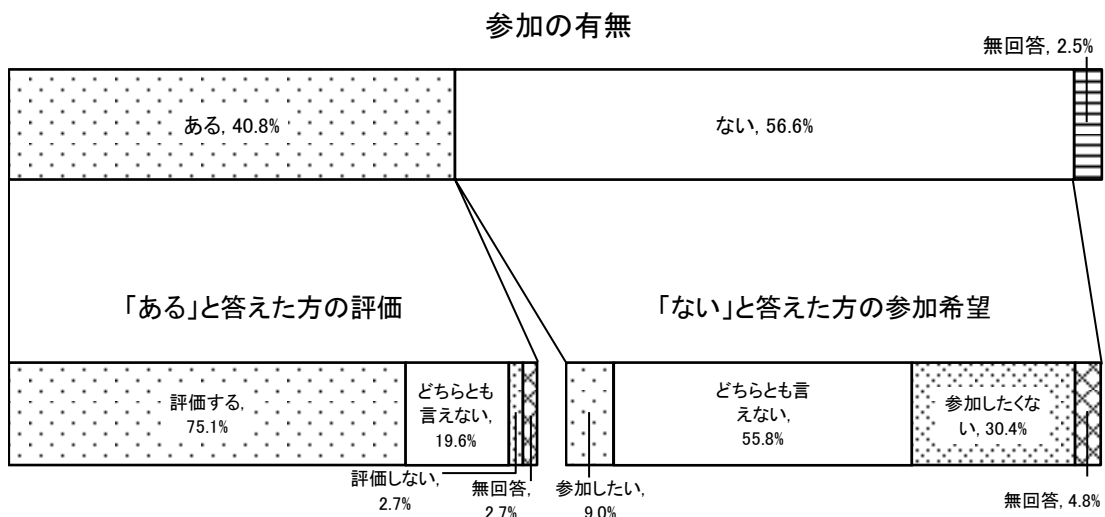 参加の有無
無回答, 2.5%
ある, 40.8%
ない, 56.6%
「ある」と答えた方の評価
「ない」と答えた方の参加希望
評価する,
75.1%
どちらとも
言えない,
19.6%
評価しない,
2.7%
無回答,
2.7%
参加したい,
9.0%
どちらとも言
えない,
55.8%
参加したくな
い, 30.4%
無回答, 4.8%